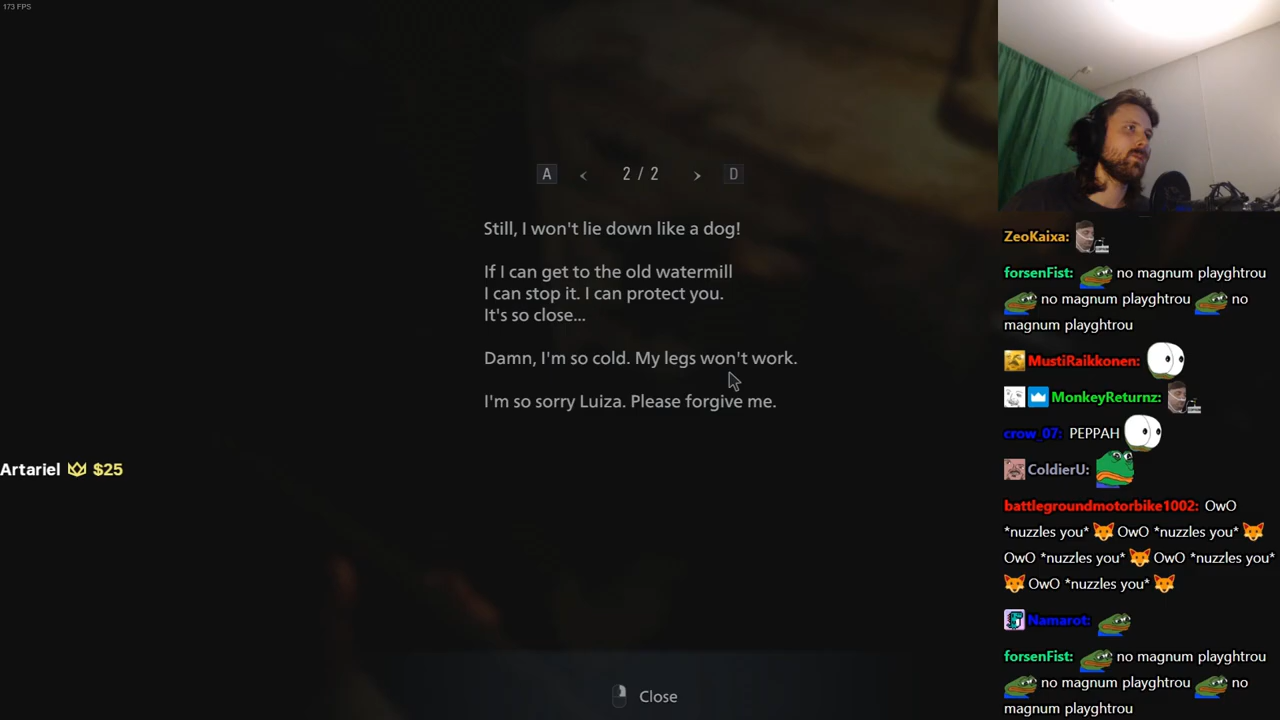 173 FPS
A < 2 / 2 > D
Still, I won't lie down like a dog!
If I can get to the old watermill
I can stop it. I can protect you.
It's so close...
Damn, I'm so cold. My legs won't work.
I'm so sorry Luiza. Please forgive me.
Artariel $25
Close
ZeoKaixa:
forsenFist: no magnum playghtrou
no magnum playghtrou no
magnum playghtrou
MustiRaikkonen:
MonkeyReturnz:
crow_07: PEPPAH
ColdierU:
battlegroundmotorbike1002: OwO
*nuzzles you* OwO *nuzzles you*
OwO *nuzzles you* OwO *nuzzles you*
OwO *nuzzles you*
Namarot:
forsenFist: no magnum playghtrou
no magnum playghtrou no
magnum playghtrou